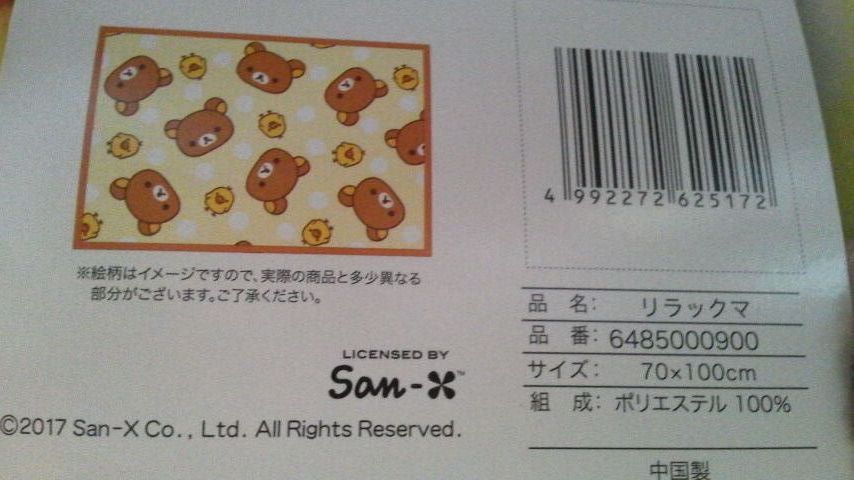 ※絵柄はイメージですので、実際の商品と多少異なる
部分がございます。ご了承ください。
LICENSED BY
San-X™
©2017 San-X Co., Ltd. All Rights Reserved.
4 992272 625172
品 名: リラックマ
品 番: 6485000900
サイズ: 70×100cm
組 成: ポリエステル 100%
中国製